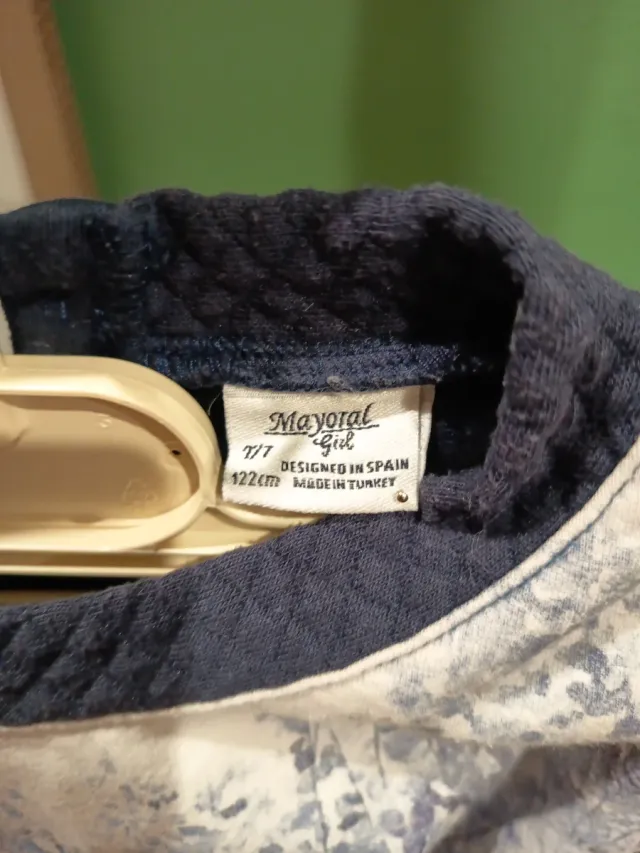 Mayoral
Girl
7/7
DESIGNED IN SPAIN
122cm MADE IN TURKEY